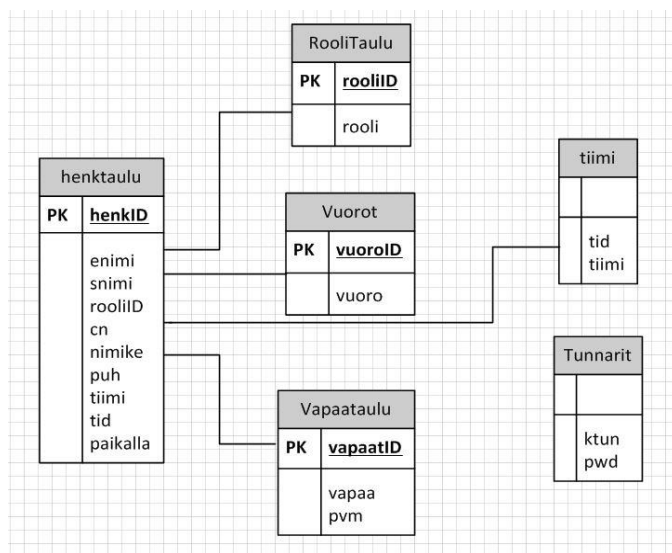 RooliTaulu
PK rooliID
rooli
henktaulu
PK henkID
enimi
snimi
rooliID
cn
nimike
puh
tiimi
tid
paikalla
Vuorot
PK vuoroID
vuoro
tiimi
tid
tiimi
Vapaataulu
PK vapaatID
vapaa
pvm
Tunnarit
ktun
pwd